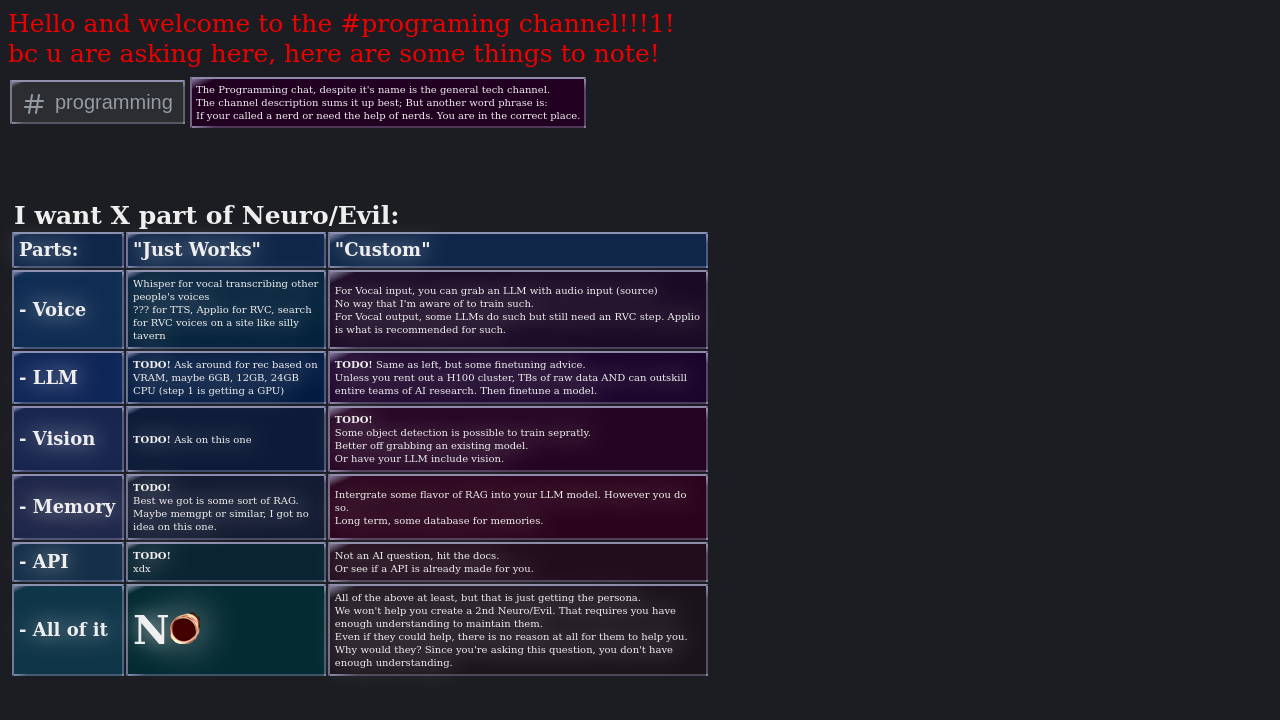 Hello and welcome to the #programing channel!!!1!
bc u are asking here, here are some things to note!
# programming
The Programming chat, despite it's name is the general tech channel.
The channel description sums it up best; But another word phrase is:
If your called a nerd or need the help of nerds. You are in the correct place.
I want X part of Neuro/Evil:
Parts:
"Just Works"
"Custom"
- Voice
Whisper for vocal transcribing other
people's voices
??? for TTS, Applio for RVC, search
for RVC voices on a site like silly
tavern
For Vocal input, you can grab an LLM with audio input (source)
No way that I'm aware of to train such.
For Vocal output, some LLMs do such but still need an RVC step. Applio
is what is recommended for such.
- LLM
TODO! Ask around for rec based on
VRAM, maybe 6GB, 12GB, 24GB
CPU (step 1 is getting a GPU)
TODO! Same as left, but some finetuning advice.
Unless you rent out a H100 cluster, TBs of raw data AND can outskill
entire teams of AI research. Then finetune a model.
- Vision
TODO! Ask on this one
TODO!
Some object detection is possible to train sepratly.
Better off grabbing an existing model.
Or have your LLM include vision.
- Memory
TODO!
Best we got is some sort of RAG.
Maybe memgpt or similar, I got no
idea on this one.
Intergrate some flavor of RAG into your LLM model. However you do
so.
Long term, some database for memories.
- API
TODO!
xdx
Not an AI question, hit the docs.
Or see if a API is already made for you.
- All of it
N
All of the above at least, but that is just getting the persona.
We won't help you create a 2nd Neuro/Evil. That requires you have
enough understanding to maintain them.
Even if they could help, there is no reason at all for them to help you.
Why would they? Since you're asking this question, you don't have
enough understanding.